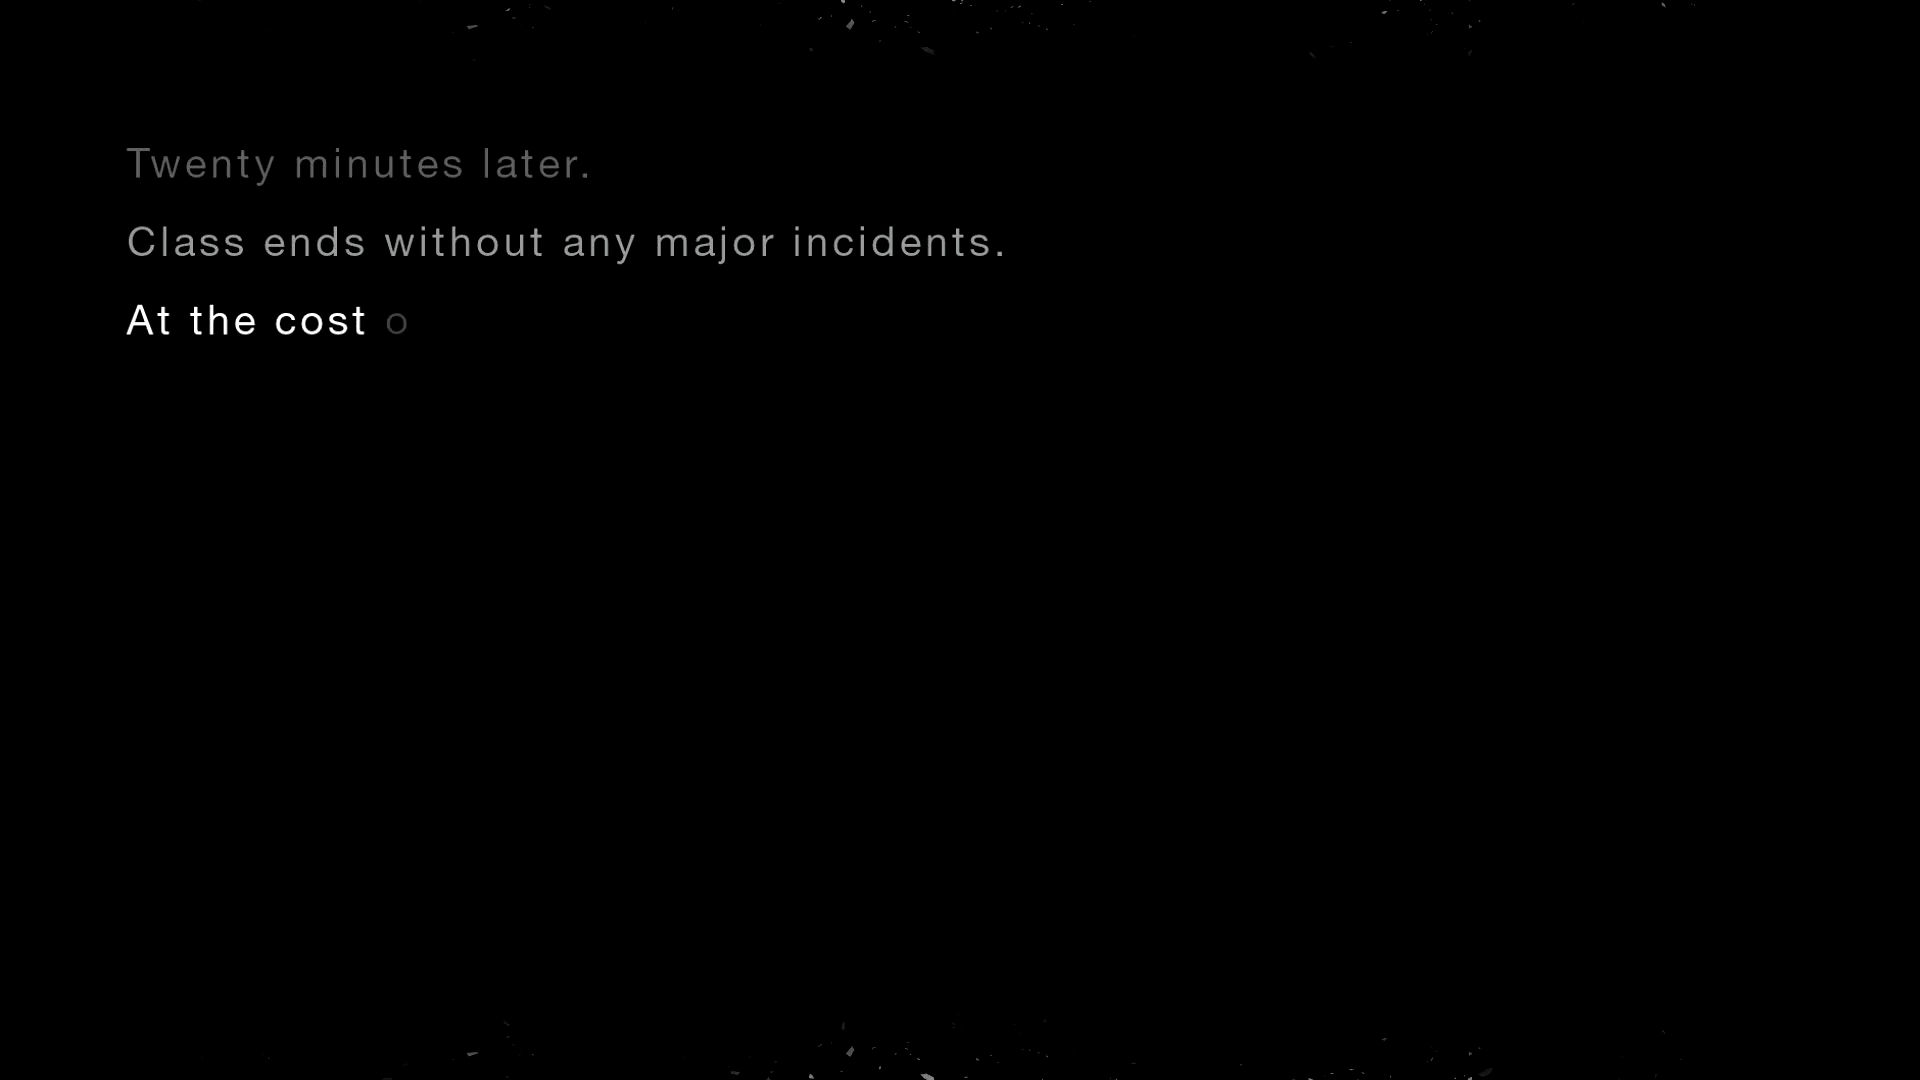 Twenty minutes later.
Class ends without any major incidents.
At the cost o